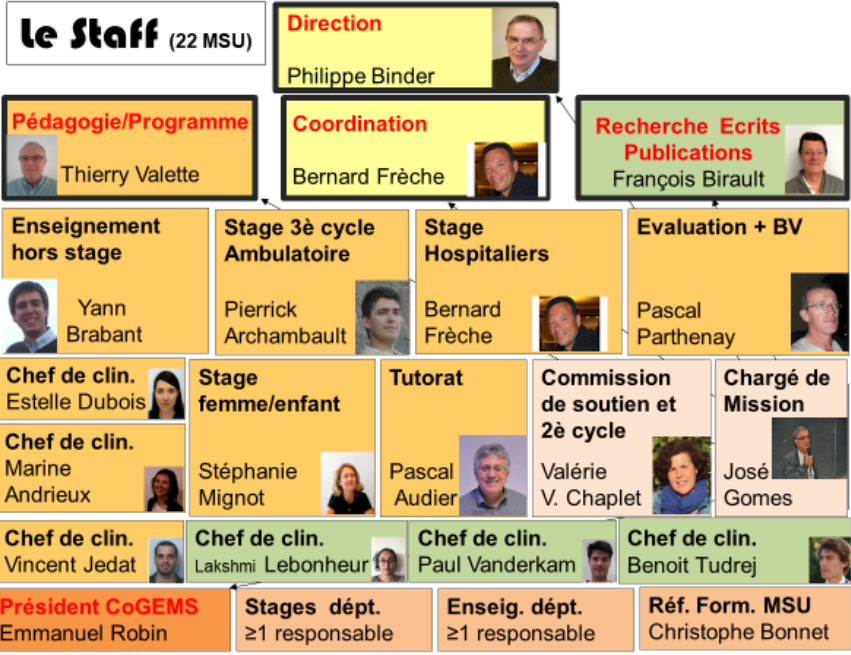 Le Staff (22 MSU)
Direction
Philippe Binder
Pédagogie/Programme
Thierry Valette
Coordination
Bernard Frèche
Recherche Ecrits
Publications
François Birault
Enseignement
hors stage
Yann
Brabant
Stage 3è cycle
Ambulatoire
Pierrick
Archambault
Stage
Hospitaliers
Bernard
Frèche
Evaluation + BV
Pascal
Parthenay
Chef de clin.
Estelle Dubois
Chef de clin.
Marine
Andrieux
Stage
femme/enfant
Stéphanie
Mignot
Tutorat
Pascal
Audier
Commission
de soutien et
2è cycle
Valérie
V. Chaplet
Chargé de
Mission
José
Gomes
Chef de clin.
Vincent Jedat
Chef de clin.
Lakshmi Lebonheur
Chef de clin.
Paul Vanderkam
Chef de clin.
Benoit Tudrej
Président CoGEMS
Emmanuel Robin
Stages dépt.
≥1 responsable
Enseig. dépt.
≥1 responsable
Réf. Form. MSU
Christophe Bonnet